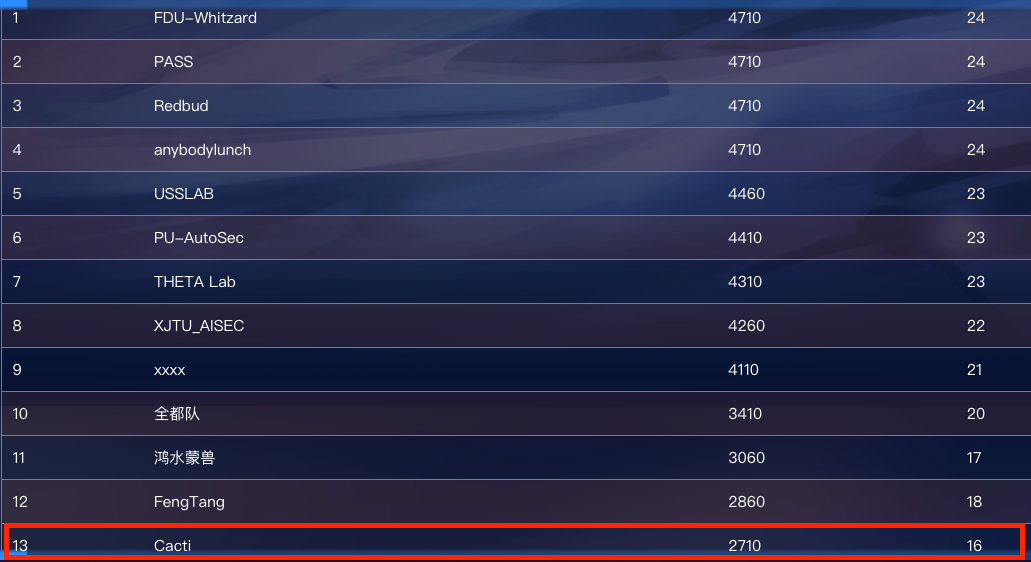 1 FDU-Whitzard 4710 24
2 PASS 4710 24
3 Redbud 4710 24
4 anybodylunch 4710 24
5 USSLAB 4460 23
6 PU-AutoSec 4410 23
7 THETA Lab 4310 23
8 XJTU_AISEC 4260 22
9 xxxx 4110 21
10 全都队 3410 20
11 鸿水蒙兽 3060 17
12 FengTang 2860 18
13 Cacti 2710 16